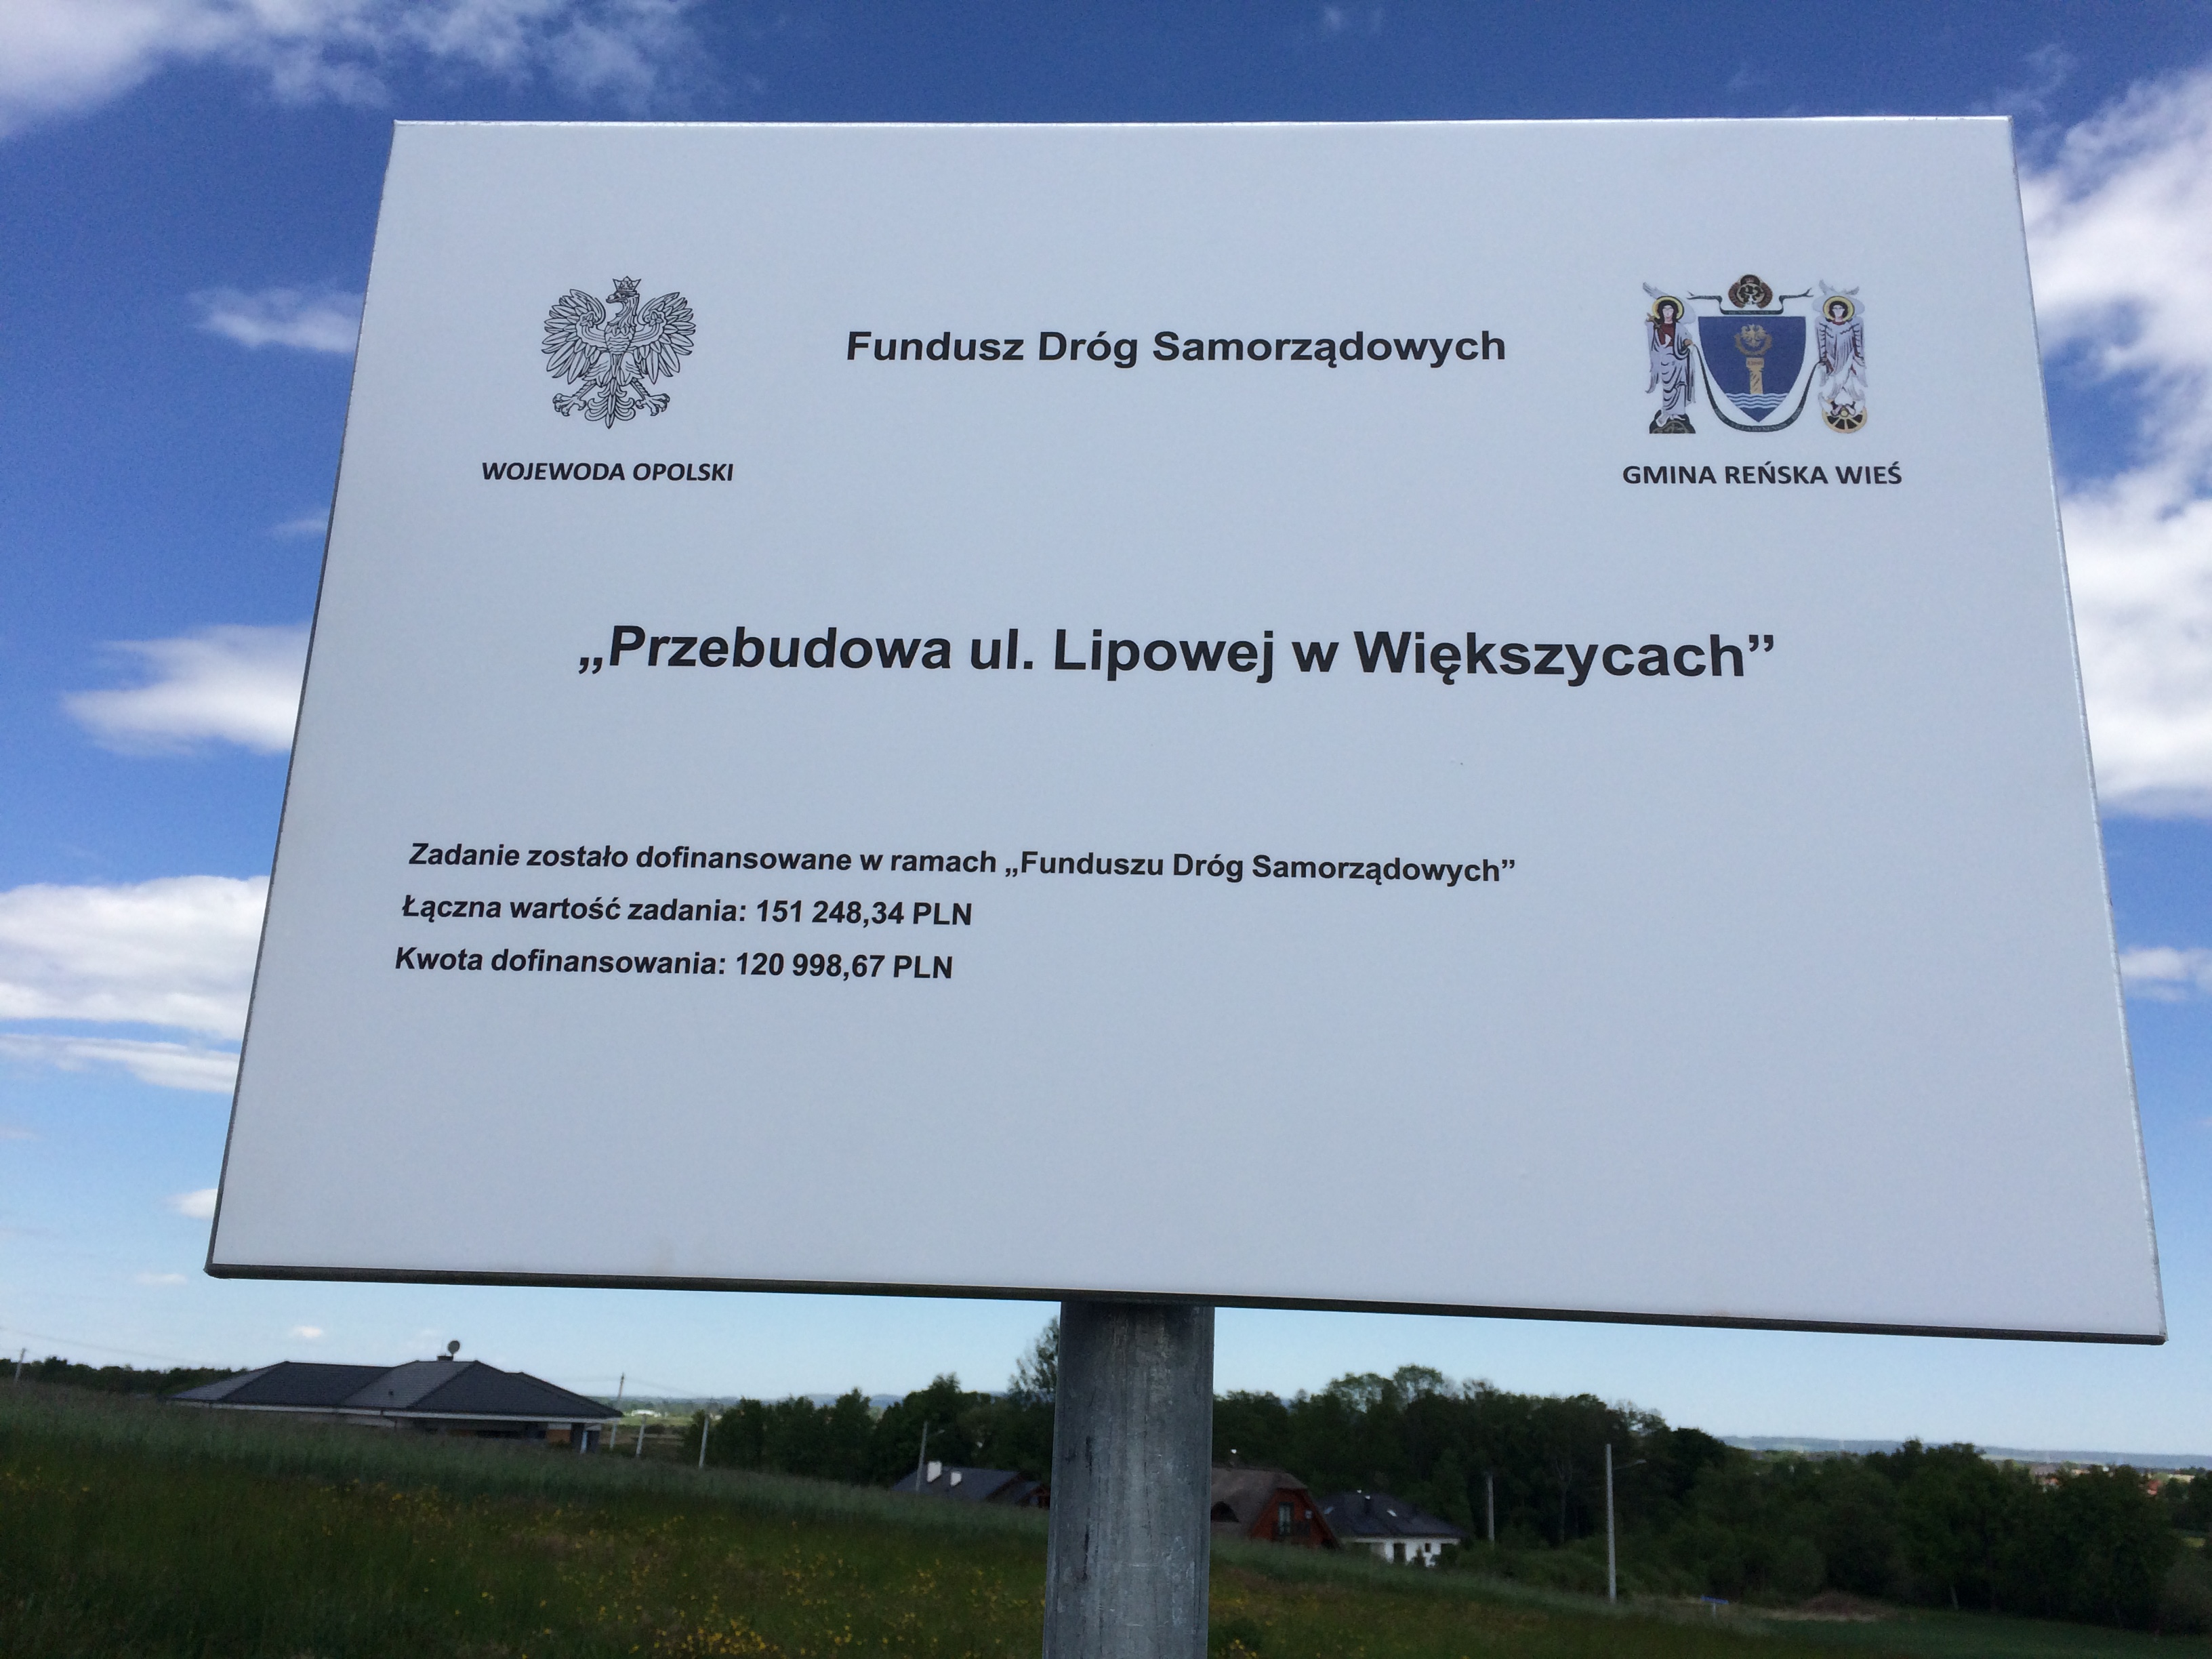 Fundusz Dróg Samorządowych
WOJEWODA OPOLSKI
GMINA REŃSKA WIEŚ
„Przebudowa ul. Lipowej w Większycach”
Zadanie zostało dofinansowane w ramach „Funduszu Dróg Samorządowych”
Łączna wartość zadania: 151 248,34 PLN
Kwota dofinansowania: 120 998,67 PLN